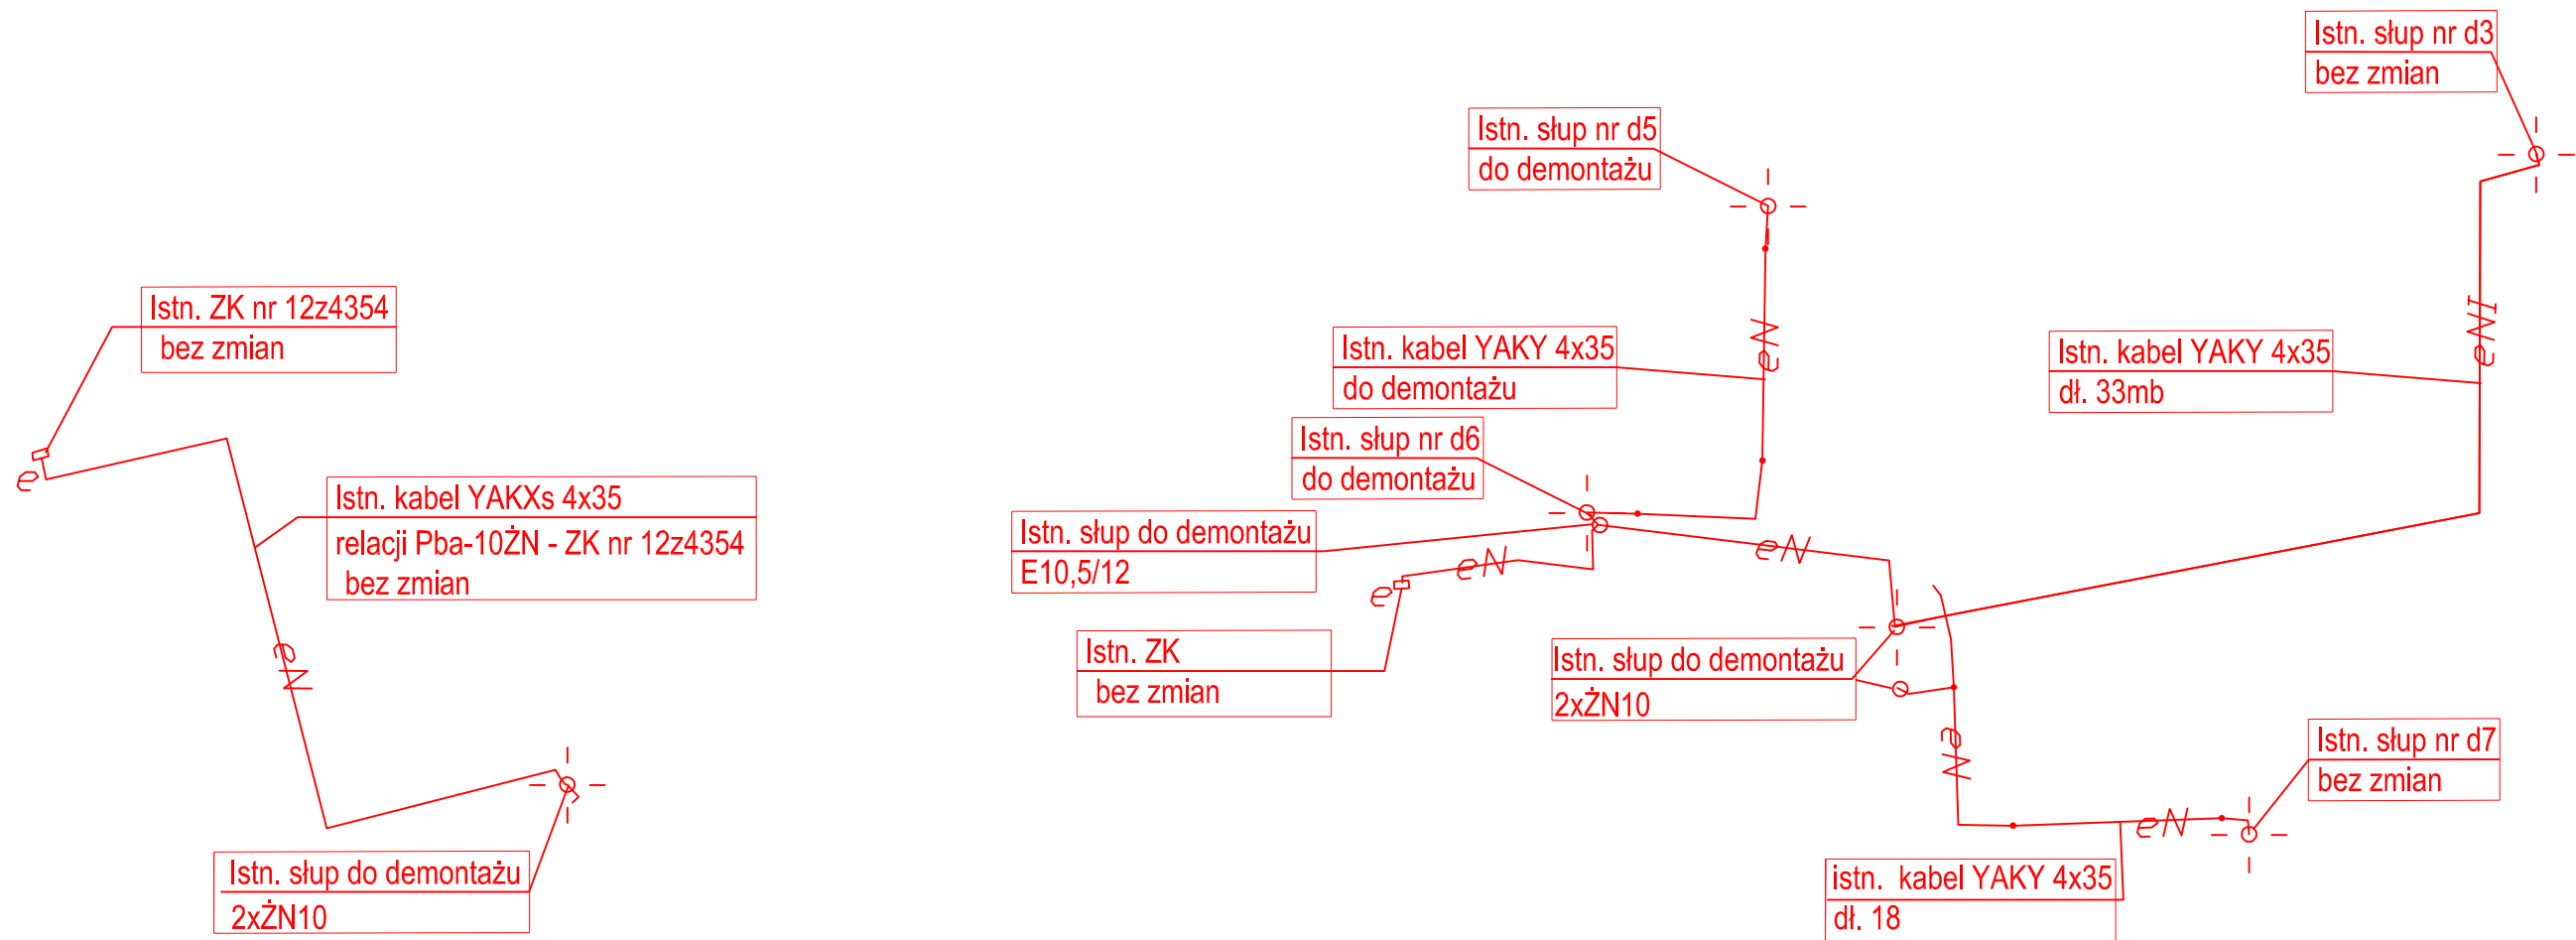 Istn. słup nr d3
bez zmian
Istn. słup nr d5
do demontażu
Istn. ZK nr 12z4354
bez zmian
eN
eN
Istn. kabel YAKY 4x35
do demontażu
Istn. kabel YAKY 4x35
dł. 33mb
Istn. słup nr d6
do demontażu
e
Istn. kabel YAKXs 4x35
relacji Pba-10ŻN - ZK nr 12z4354
bez zmian
Istn. słup do demontażu
E10,5/12
eN
eN
e
Istn. ZK
bez zmian
Istn. słup do demontażu
2xŻN10
eN
eN
Istn. słup nr d7
bez zmian
eN
Istn. słup do demontażu
2xŻN10
istn. kabel YAKY 4x35
dł. 18